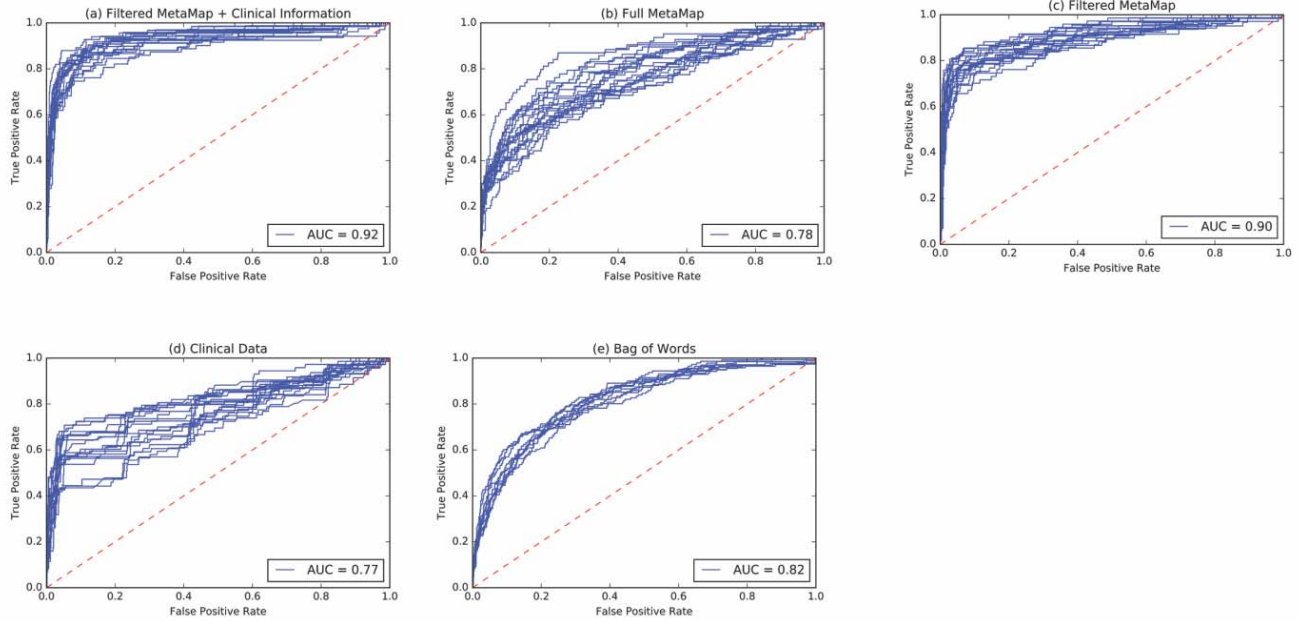 (a) Filtered MetaMap + Clinical Information
1.0
0.8
0.6
0.4
0.2
0.0
True Positive Rate
0.0 0.2 0.4 0.6 0.8 1.0
False Positive Rate
AUC = 0.92
(b) Full MetaMap
1.0
0.8
0.6
0.4
0.2
0.0
True Positive Rate
0.0 0.2 0.4 0.6 0.8 1.0
False Positive Rate
AUC = 0.78
(c) Filtered MetaMap
1.0
0.8
0.6
0.4
0.2
0.0
True Positive Rate
0.0 0.2 0.4 0.6 0.8 1.0
False Positive Rate
AUC = 0.90
(d) Clinical Data
1.0
0.8
0.6
0.4
0.2
0.0
True Positive Rate
0.0 0.2 0.4 0.6 0.8 1.0
False Positive Rate
AUC = 0.77
(e) Bag of Words
1.0
0.8
0.6
0.4
0.2
0.0
True Positive Rate
0.0 0.2 0.4 0.6 0.8 1.0
False Positive Rate
AUC = 0.82